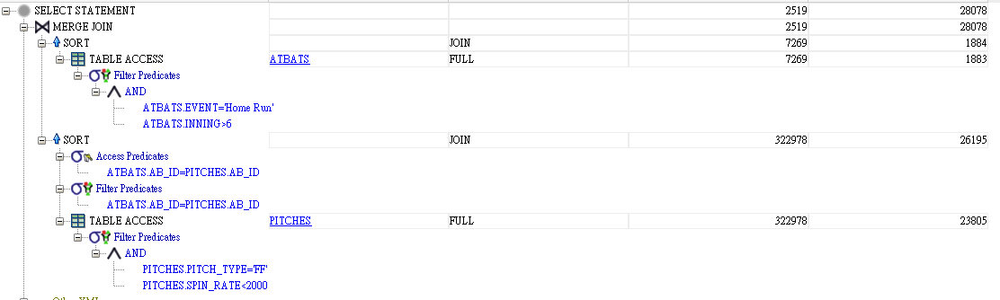 SELECT STATEMENT 2519 28078
MERGE JOIN 2519 28078
SORT JOIN 7269 1884
TABLE ACCESS ATBATS FULL 7269 1883
Filter Predicates
AND
ATBATS.EVENT='Home Run'
ATBATS.INNING>6
SORT JOIN 322978 26195
Access Predicates
ATBATS.AB_ID=PITCHES.AB_ID
Filter Predicates
ATBATS.AB_ID=PITCHES.AB_ID
TABLE ACCESS PITCHES FULL 322978 23805
Filter Predicates
AND
PITCHES.PITCH_TYPE='FF'
PITCHES.SPIN_RATE<2000